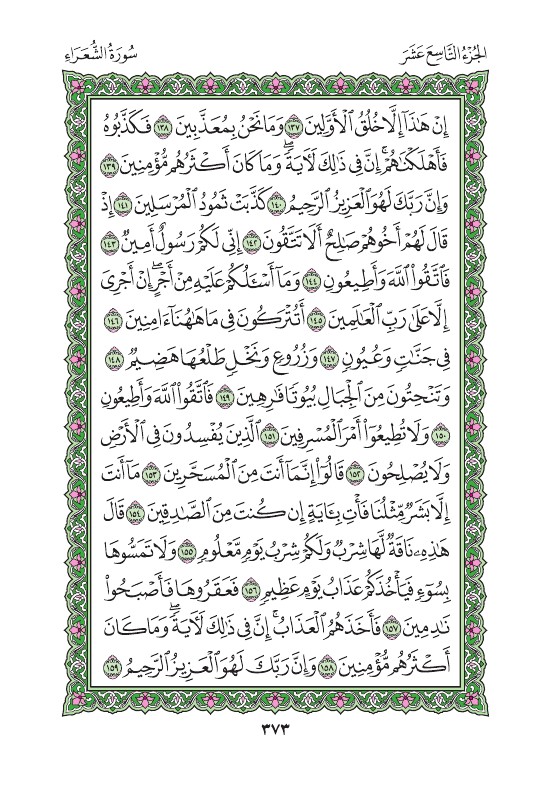 الجُزْءُ التَّاسِعَ عَشَرَ
سُورَةُ الشُّعَرَاءِ
إِنْ هَٰذَآ إِلَّا خُلُقُ ٱلْأَوَّلِينَ ١٣٧ وَمَا نَحْنُ بِمُعَذَّبِينَ ١٣٨ فَكَذَّبُوهُ
فَأَهْلَكْنَٰهُمْ ۗ إِنَّ فِى ذَٰلِكَ لَأٓيَةً ۖ وَمَا كَانَ أَكْثَرُهُم مُّؤْمِنِينَ ١٣٩
وَإِنَّ رَبَّكَ لَهُوَ ٱلْعَزِيزُ ٱلرَّحِيمُ ١٤٠ كَذَّبَتْ ثَمُودُ ٱلْمُرْسَلِينَ ١٤١ إِذْ
قَالَ لَهُمْ أَخُوهُمْ صَٰلِحٌ أَلَا تَتَّقُونَ ١٤٢ إِنِّى لَكُمْ رَسُولٌ أَمِينٌ ١٤٣
فَٱتَّقُوا۟ ٱللَّهَ وَأَطِيعُونِ ١٤٤ وَمَآ أَسْـَٔلُكُمْ عَلَيْهِ مِنْ أَجْرٍ ۖ إِنْ أَجْرِىَ
إِلَّا عَلَىٰ رَبِّ ٱلْعَٰلَمِينَ ١٤٥ أَتُتْرَكُونَ فِى مَا هَٰهُنَآ ءَامِنِينَ ١٤٦
فِى جَنَّٰتٍ وَعُيُونٍ ١٤٧ وَزُرُوعٍ وَنَخْلٍ طَلْعُهَا هَضِيمٌ ١٤٨
وَتَنْحِتُونَ مِنَ ٱلْجِبَالِ بُيُوتًا فَٰرِهِينَ ١٤٩ فَٱتَّقُوا۟ ٱللَّهَ وَأَطِيعُونِ
١٥٠ وَلَا تُطِيعُوٓا۟ أَمْرَ ٱلْمُسْرِفِينَ ١٥١ ٱلَّذِينَ يُفْسِدُونَ فِى ٱلْأَرْضِ
وَلَا يُصْلِحُونَ ١٥٢ قَالُوٓا۟ إِنَّمَآ أَنتَ مِنَ ٱلْمُسَحَّرِينَ ١٥٣ مَآ أَنتَ
إِلَّا بَشَرٌ مِّثْلُنَا فَأْتِ بِـَٔايَةٍ إِن كُنتَ مِنَ ٱلصَّٰدِقِينَ ١٥٤ قَالَ
هَٰذِهِۦ نَاقَةٌ لَّهَا شِرْبٌ وَلَكُمْ شِرْبُ يَوْمٍ مَّعْلُومٍ ١٥٥ وَلَا تَمَسُّوهَا
بِسُوٓءٍ فَيَأْخُذَكُمْ عَذَابُ يَوْمٍ عَظِيمٍ ١٥٦ فَعَقَرُوهَا فَأَصْبَحُوا۟
نَٰدِمِينَ ١٥٧ فَأَخَذَهُمُ ٱلْعَذَابُ ۗ إِنَّ فِى ذَٰلِكَ لَأٓيَةً ۖ وَمَا كَانَ
أَكْثَرُهُم مُّؤْمِنِينَ ١٥٨ وَإِنَّ رَبَّكَ لَهُوَ ٱلْعَزِيزُ ٱلرَّحِيمُ ١٥٩
٣٧٣